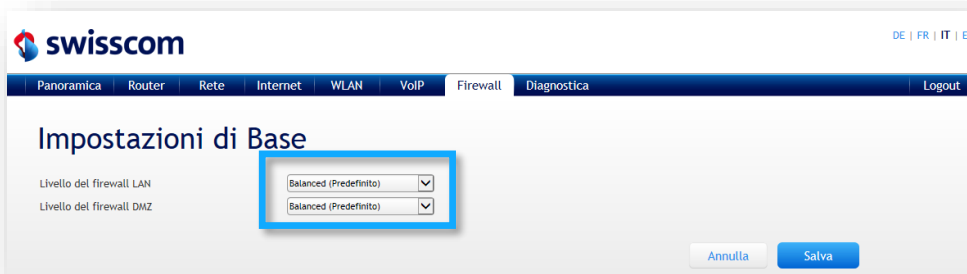 swisscom
DE | FR | IT | E
Panoramica Router Rete Internet WLAN VoIP Firewall Diagnostica Logout
Impostazioni di Base
Livello del firewall LAN Balanced (Predefinito)
Livello del firewall DMZ Balanced (Predefinito)
Annulla Salva